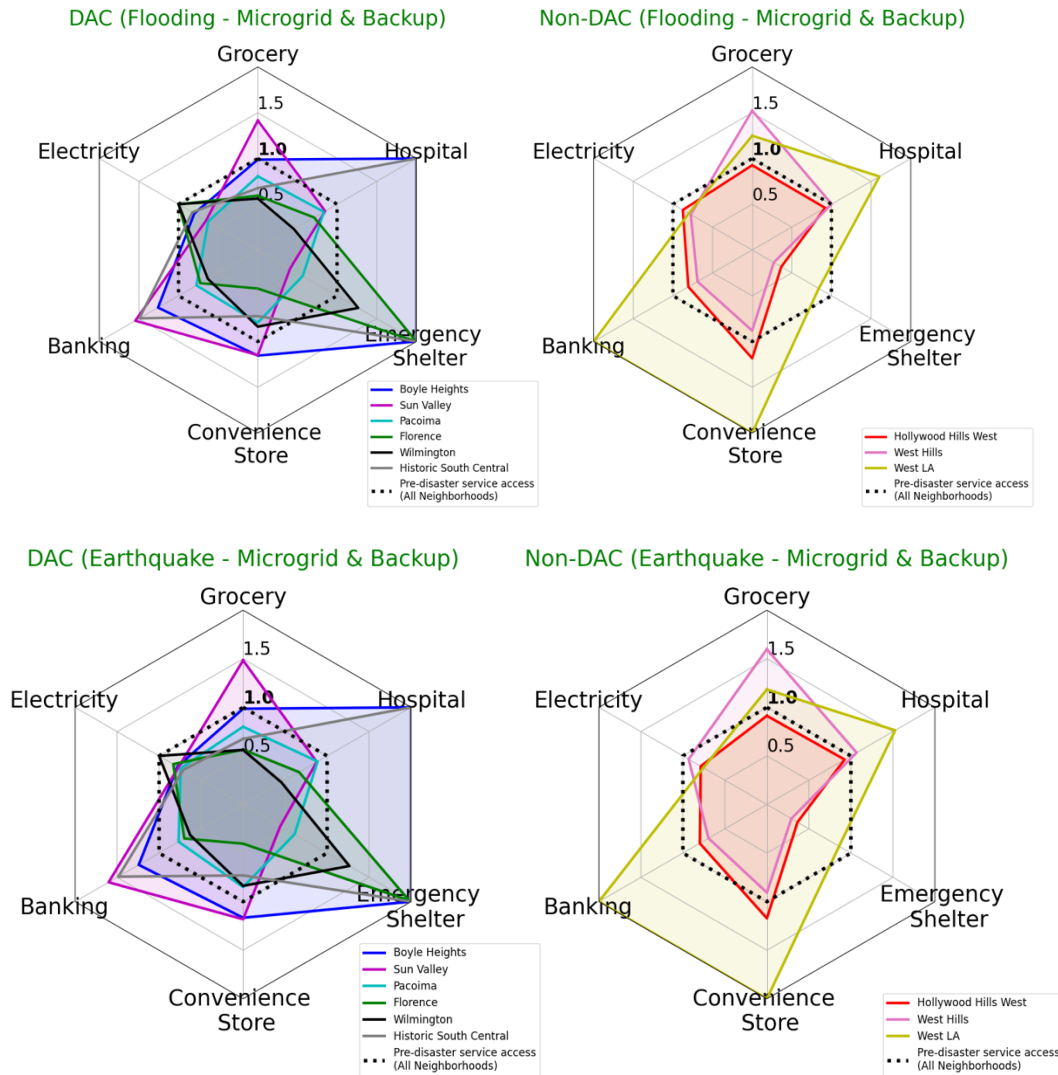 DAC (Flooding - Microgrid & Backup)
Grocery
1.5
1.0
0.5
Electricity
Hospital
Banking
Emergency
Shelter
Convenience
Store
Boyle Heights
Sun Valley
Pacoima
Florence
Wilmington
Historic South Central
Pre-disaster service access
(All Neighborhoods)
Non-DAC (Flooding - Microgrid & Backup)
Grocery
1.5
1.0
0.5
Electricity
Hospital
Banking
Emergency
Shelter
Convenience
Store
Hollywood Hills West
West Hills
West LA
Pre-disaster service access
(All Neighborhoods)
DAC (Earthquake - Microgrid & Backup)
Grocery
1.5
1.0
0.5
Electricity
Hospital
Banking
Emergency
Shelter
Convenience
Store
Boyle Heights
Sun Valley
Pacoima
Florence
Wilmington
Historic South Central
Pre-disaster service access
(All Neighborhoods)
Non-DAC (Earthquake - Microgrid & Backup)
Grocery
1.5
1.0
0.5
Electricity
Hospital
Banking
Emergency
Shelter
Convenience
Store
Hollywood Hills West
West Hills
West LA
Pre-disaster service access
(All Neighborhoods)